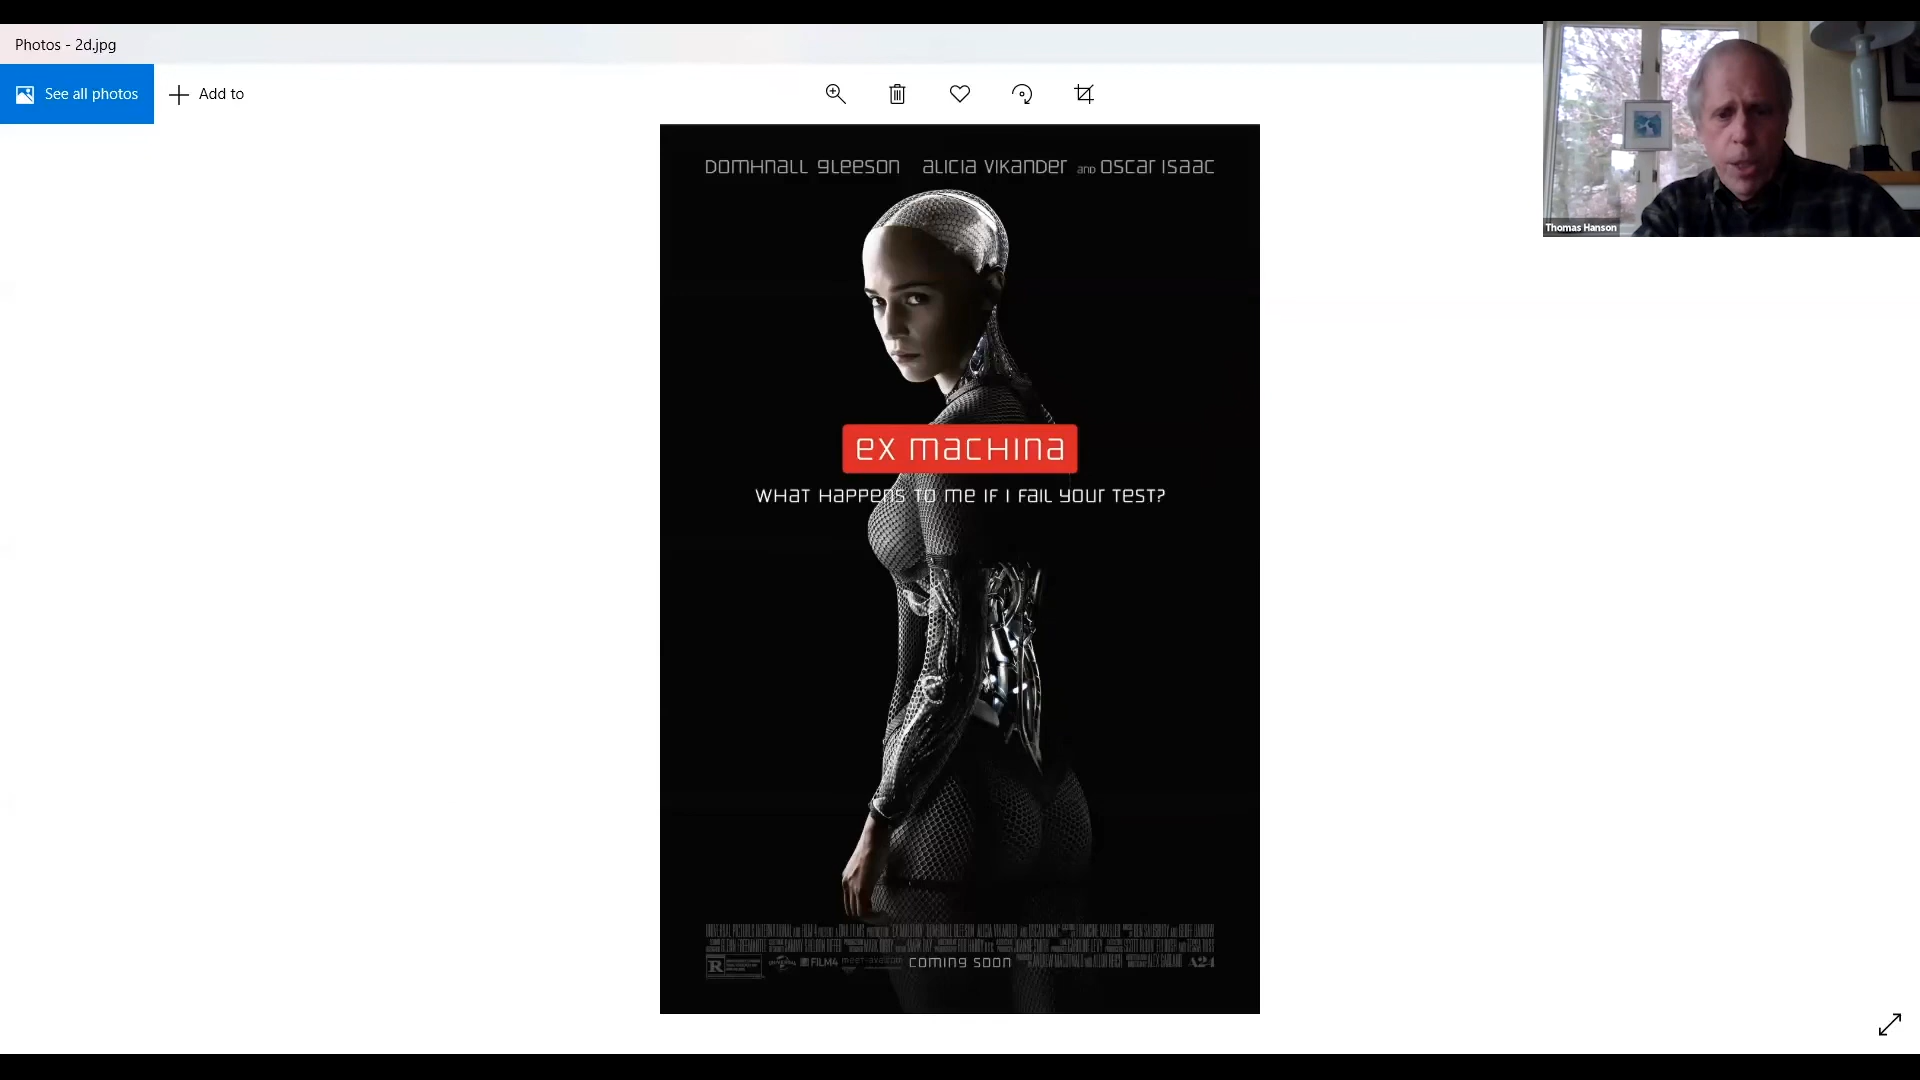 Photos - 2d.jpg
See all photos
Add to
Thomas Hanson
DOMHNALL GLEESON ALICIA VIKANDER AND OSCAR ISAAC
EX MACHINA
WHAT HAPPENS TO ME IF I FAIL YOUR TEST?
R
FILM4
COMING SOON
A24